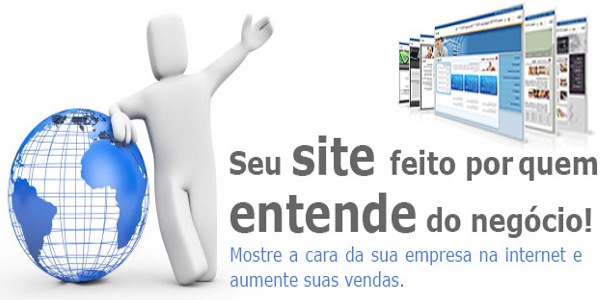 Seu site feito por quem
entende do negócio!
Mostre a cara da sua empresa na internet e
aumente suas vendas.